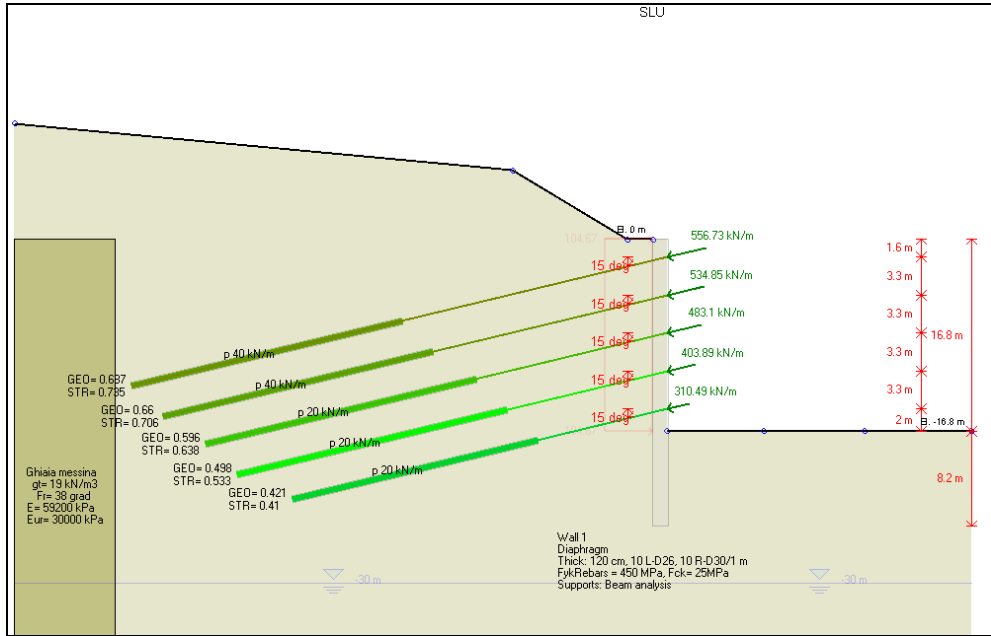 SLU
El. 0 m
104.67
556.73 kN/m
15 deg
1.6 m
534.85 kN/m
3.3 m
15 deg
483.1 kN/m
3.3 m
16.8 m
15 deg
p 40 kN/m
403.89 kN/m
3.3 m
GEO= 0.687
STR= 0.735
p 40 kN/m
15 deg
310.49 kN/m
3.3 m
GEO= 0.66
STR= 0.706
p 20 kN/m
15 deg
2 m
El. -16.8 m
GEO= 0.596
STR= 0.638
p 20 kN/m
GEO= 0.498
STR= 0.533
p 20 kN/m
GEO= 0.421
STR= 0.41
8.2 m
Ghiaia messina
gt= 19 kN/m3
Fr= 38 grad
E= 59200 kPa
Eur= 30000 kPa
Wall 1
Diaphragm
Thick: 120 cm, 10 L-D26, 10 R-D30/1 m
FykRebars = 450 MPa, Fck= 25MPa
Supports: Beam analysis
-30 m
-30 m